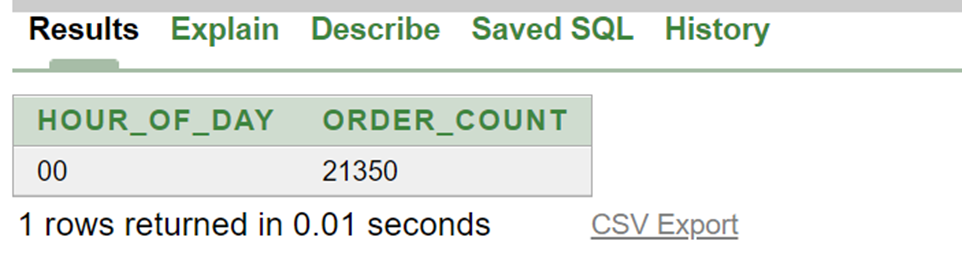 Results Explain Describe Saved SQL History
HOUR_OF_DAY ORDER_COUNT
00 21350
1 rows returned in 0.01 seconds CSV Export